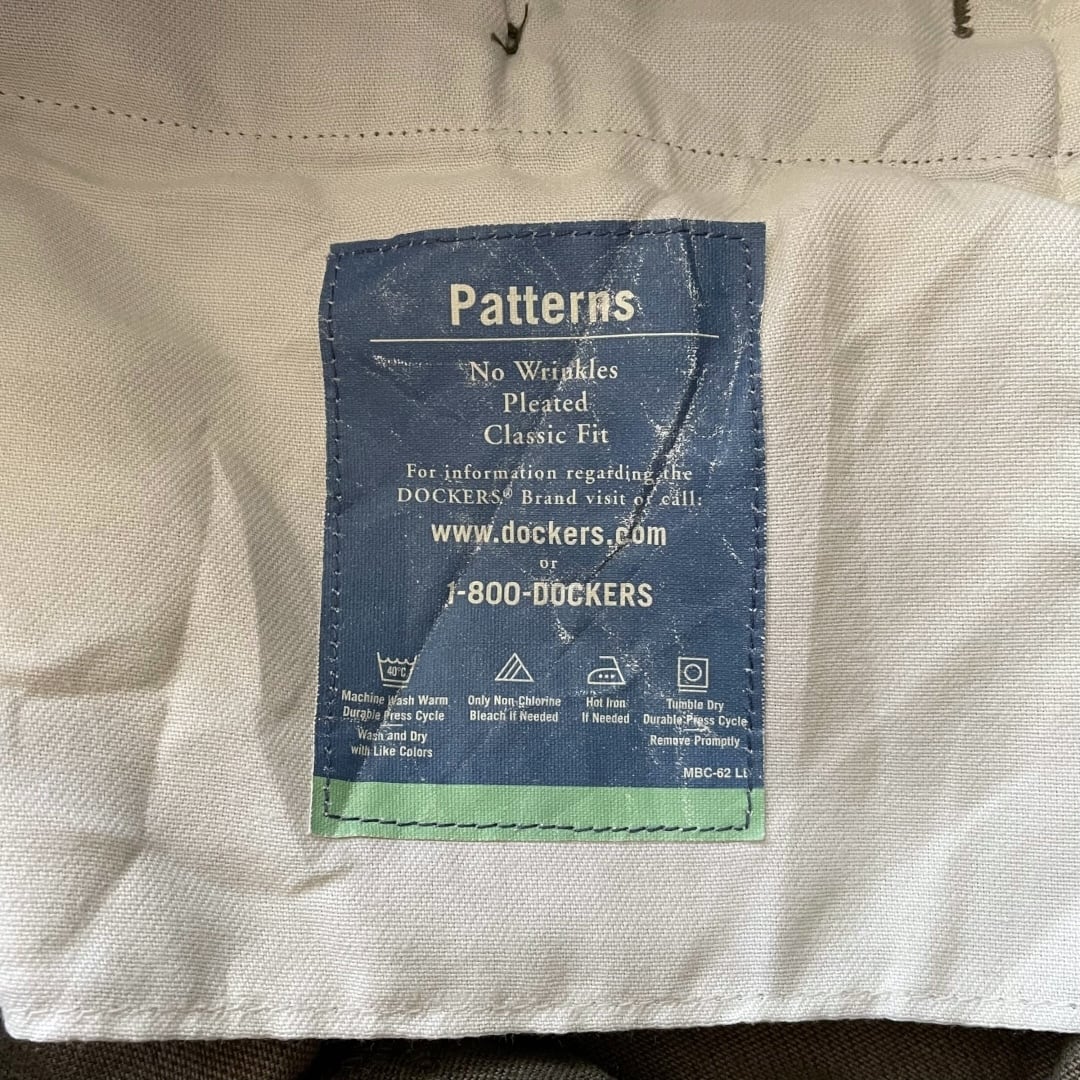 Patterns
No Wrinkles
Pleated
Classic Fit
For information regarding the
DOCKERS® Brand visit or call:
www.dockers.com
or
1-800-DOCKERS
40°C
Machine Wash Warm
Durable Press Cycle
Wash and Dry
with Like Colors
Only Non-Chlorine
Bleach If Needed
Hot Iron
If Needed
Tumble Dry
Durable Press Cycle
Remove Promptly
MBC-62